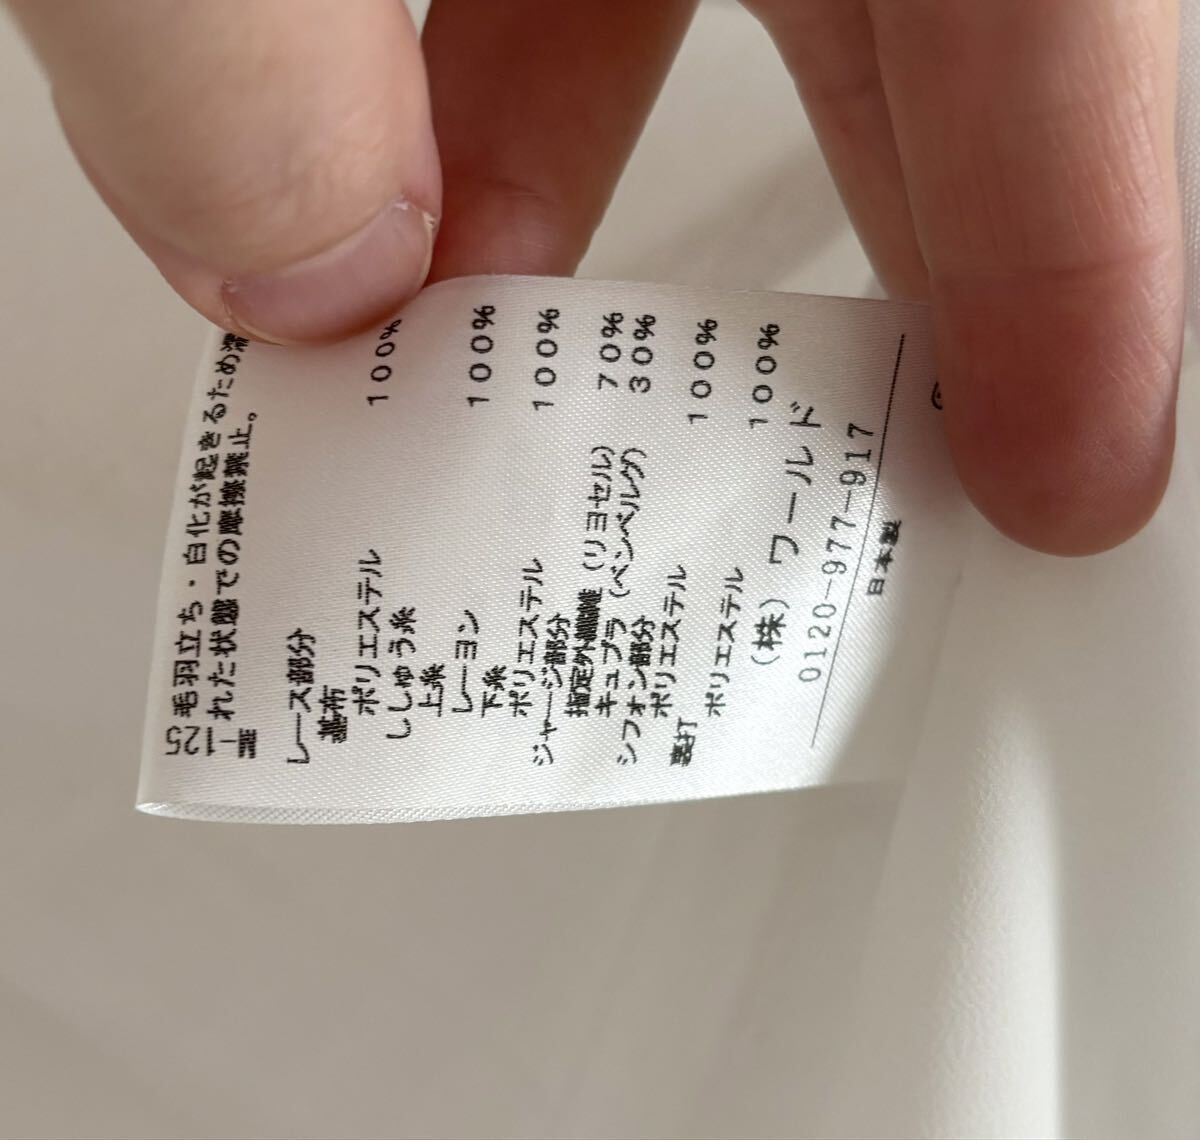 125 毛羽立ち・白化が起きるため濡
れた状態での摩擦禁止。
レース部分
基布
ポリエステル 100%
ししゅう糸
上糸
レーヨン 100%
下糸
ポリエステル 100%
ジャージ部分
指定外繊維(リヨセル) 70%
キュプラ(ベンベルグ) 30%
シフォン部分
ポリエステル 100%
裏打
ポリエステル 100%
(株) ワールド
0120-977-917
日本製